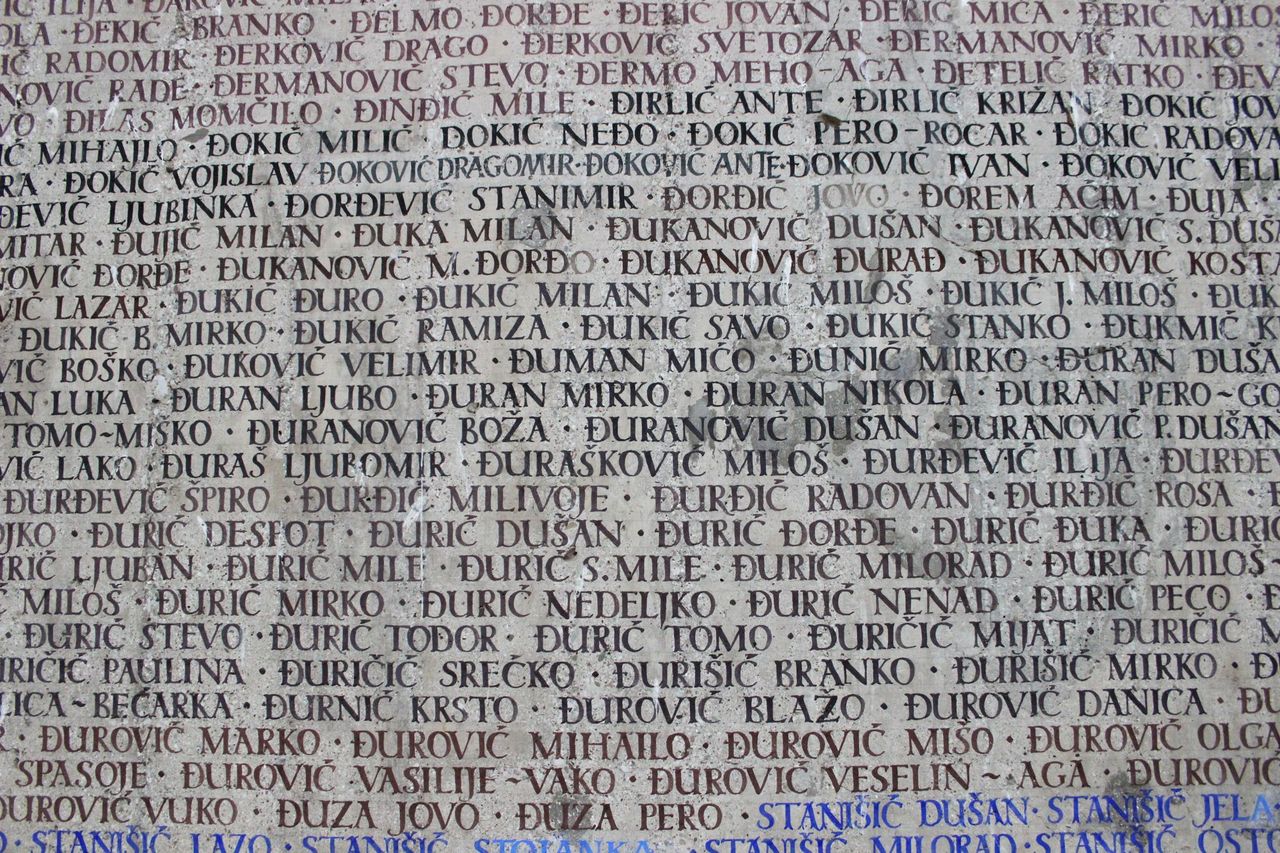 ILIJA · ĐAKOVIĆ
OLA · ĐEKIĆ BRANKO · ĐELMO ĐORĐE · ĐERIĆ JOVAN · ĐERIĆ MIĆA · ĐERIĆ MILOŠ
IĆ RADOMIR · ĐERKOVIĆ DRAGO · ĐERKOVIĆ SVETOZAR · ĐERMANOVIĆ MIRKO ·
NOVIĆ RADE · ĐERMANOVIĆ STEVO · ĐERMO MEHO-AGA · ĐETELIĆ RATKO · ĐEV
VO · ĐILAS MOMČILO · ĐINĐIĆ MILE · ĐIRLIĆ ANTE · ĐIRLIĆ KRIZAN · ĐOKIĆ JOV
IĆ MIHAJLO · ĐOKIĆ MILIĆ · ĐOKIĆ NEĐO · ĐOKIĆ PERO-ROCAR · ĐOKIĆ RADOVA
RA · ĐOKIĆ VOJISLAV ĐOKOVIĆ DRAGOMIR · ĐOKOVIĆ ANTE · ĐOKOVIĆ IVAN · ĐOKOVIĆ VELI
ĐEVIĆ LJUBINKA · ĐORĐEVIĆ STANIMIR · ĐORĐIĆ JOVO · ĐOREM AĆIM · ĐUJA ·
MITAR · ĐUJIĆ MILAN · ĐUKA MILAN · ĐUKANOVIĆ DUŠAN · ĐUKANOVIĆ S. DUŠA
NOVIĆ ĐORĐE · ĐUKANOVIĆ M. ĐORĐO · ĐUKANOVIĆ ĐURAĐ · ĐUKANOVIĆ KOSTA
VIĆ LAZAR · ĐUKIĆ ĐURO · ĐUKIĆ MILAN · ĐUKIĆ MILOŠ · ĐUKIĆ J. MILOŠ · ĐUK
ĐUKIĆ B. MIRKO · ĐUKIĆ RAMIZA · ĐUKIĆ SAVO · ĐUKIĆ STANKO · ĐUKMIĆ K
VIĆ BOŠKO · ĐUKOVIĆ VELIMIR · ĐUMAN MIĆO · ĐUNIĆ MIRKO · ĐURAN DUŠA
AN LUKA · ĐURAN LJUBO · ĐURAN MIRKO · ĐURAN NIKOLA · ĐURAN PERO~GO
TOMO~MIŠKO · ĐURANOVIĆ BOŽA · ĐURANOVIĆ DUŠAN · ĐURANOVIĆ P. DUŠAN
VIĆ LAKO · ĐURAŠ LJUBOMIR · ĐURAŠKOVIĆ MILOŠ · ĐURĐEVIĆ ILIJA · ĐURĐEV
ĐURĐEVIĆ ŠPIRO · ĐURĐIĆ MILIVOJE · ĐURĐIĆ RADOVAN · ĐURĐIĆ ROSA · Đ
OJKO · ĐURIĆ DESPOT · ĐURIĆ DUŠAN · ĐURIĆ ĐORĐE · ĐURIĆ ĐUKA · ĐURIĆ
RIĆ LJUBAN · ĐURIĆ MILE · ĐURIĆ S. MILE · ĐURIĆ MILORAD · ĐURIĆ MILOŠ-
Ć MILOŠ · ĐURIĆ MIRKO · ĐURIĆ NEDELJKO · ĐURIĆ NENAD · ĐURIĆ PECO · Đ
ĐURIĆ STEVO · ĐURIĆ TODOR · ĐURIĆ TOMO · ĐURIČIĆ MIJAT · ĐURIČIĆ M
URIČIĆ PAULINA · ĐURIČIĆ SREĆKO · ĐURIŠIĆ BRANKO · ĐURIŠIĆ MIRKO · Đ
ICA~BEĆARKA · ĐURNIĆ KRSTO · ĐUROVIĆ BLAŽO · ĐUROVIĆ DANICA · ĐU
R · ĐUROVIĆ MARKO · ĐUROVIĆ MIHAILO · ĐUROVIĆ MIŠO · ĐUROVIĆ OLGA
SPASOJE · ĐUROVIĆ VASILIJE~VAKO · ĐUROVIĆ VESELIN~AGA · ĐUROVIĆ
ĐUROVIĆ VUKO · ĐUZA JOVO · ĐUZA PERO · STANIŠIĆ DUŠAN · STANIŠIĆ JELA
O · STANIŠIĆ LAZO · STANIŠIĆ STOJANKA · STANIŠIĆ MILORAD · STANIŠIĆ OSTO